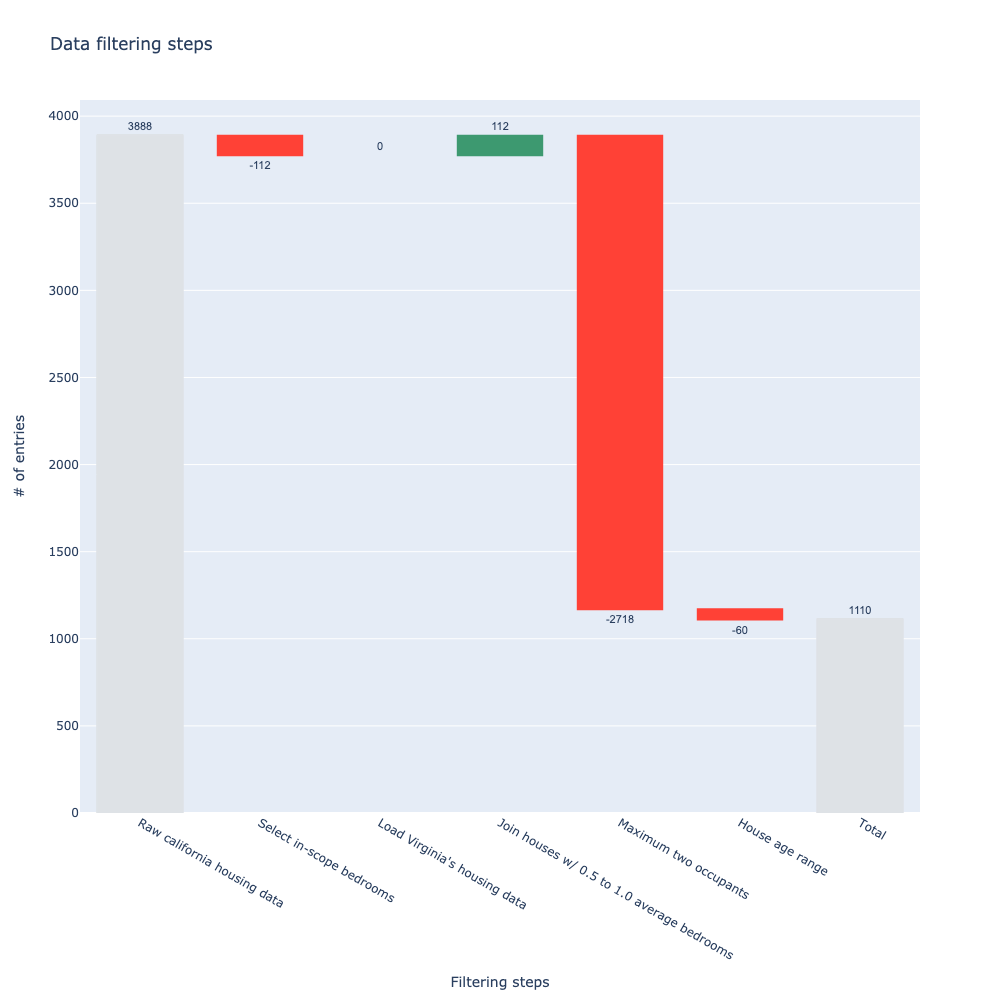 Data filtering steps
4000
3500
3000
2500
2000
1500
1000
500
0
# of entries
3888
-112
0
112
-2718
-60
1110
Raw california housing data
Select in-scope bedrooms
Load Virginia's housing data
Join houses w/ 0.5 to 1.0 average bedrooms
Maximum two occupants
House age range
Total
Filtering steps